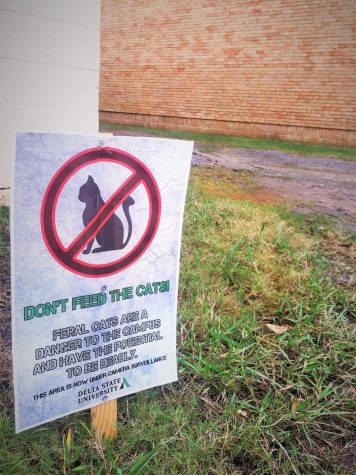 DON'T FEED THE CATS!
FERAL CATS ARE A
DANGER TO THE CAMPUS
AND HAVE THE POTENTIAL
TO BE DEADLY.
THIS AREA IS NOW UNDER CAMERA SURVEILLANCE
DELTA STATE
UNIVERSITY